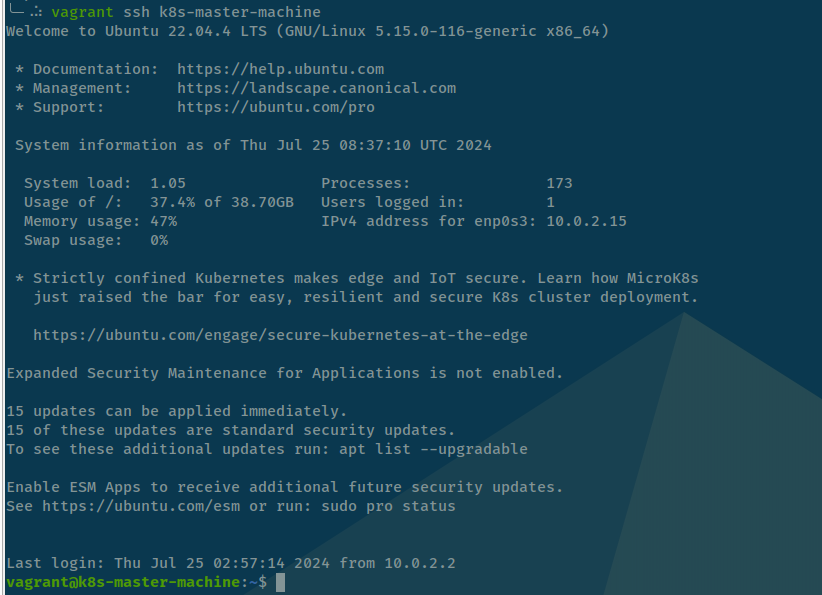 vagrant ssh k8s-master-machine
Welcome to Ubuntu 22.04.4 LTS (GNU/Linux 5.15.0-116-generic x86_64)
* Documentation:  https://help.ubuntu.com
* Management:     https://landscape.canonical.com
* Support:        https://ubuntu.com/pro
System information as of Thu Jul 25 08:37:10 UTC 2024
System load:  1.05               Processes:               173
Usage of /:   37.4% of 38.70GB   Users logged in:         1
Memory usage: 47%                IPv4 address for enp0s3: 10.0.2.15
Swap usage:   0%
* Strictly confined Kubernetes makes edge and IoT secure. Learn how MicroK8s
just raised the bar for easy, resilient and secure K8s cluster deployment.
https://ubuntu.com/engage/secure-kubernetes-at-the-edge
Expanded Security Maintenance for Applications is not enabled.
15 updates can be applied immediately.
15 of these updates are standard security updates.
To see these additional updates run: apt list --upgradable
Enable ESM Apps to receive additional future security updates.
See https://ubuntu.com/esm or run: sudo pro status
Last login: Thu Jul 25 02:57:14 2024 from 10.0.2.2
vagrant@k8s-master-machine:~$